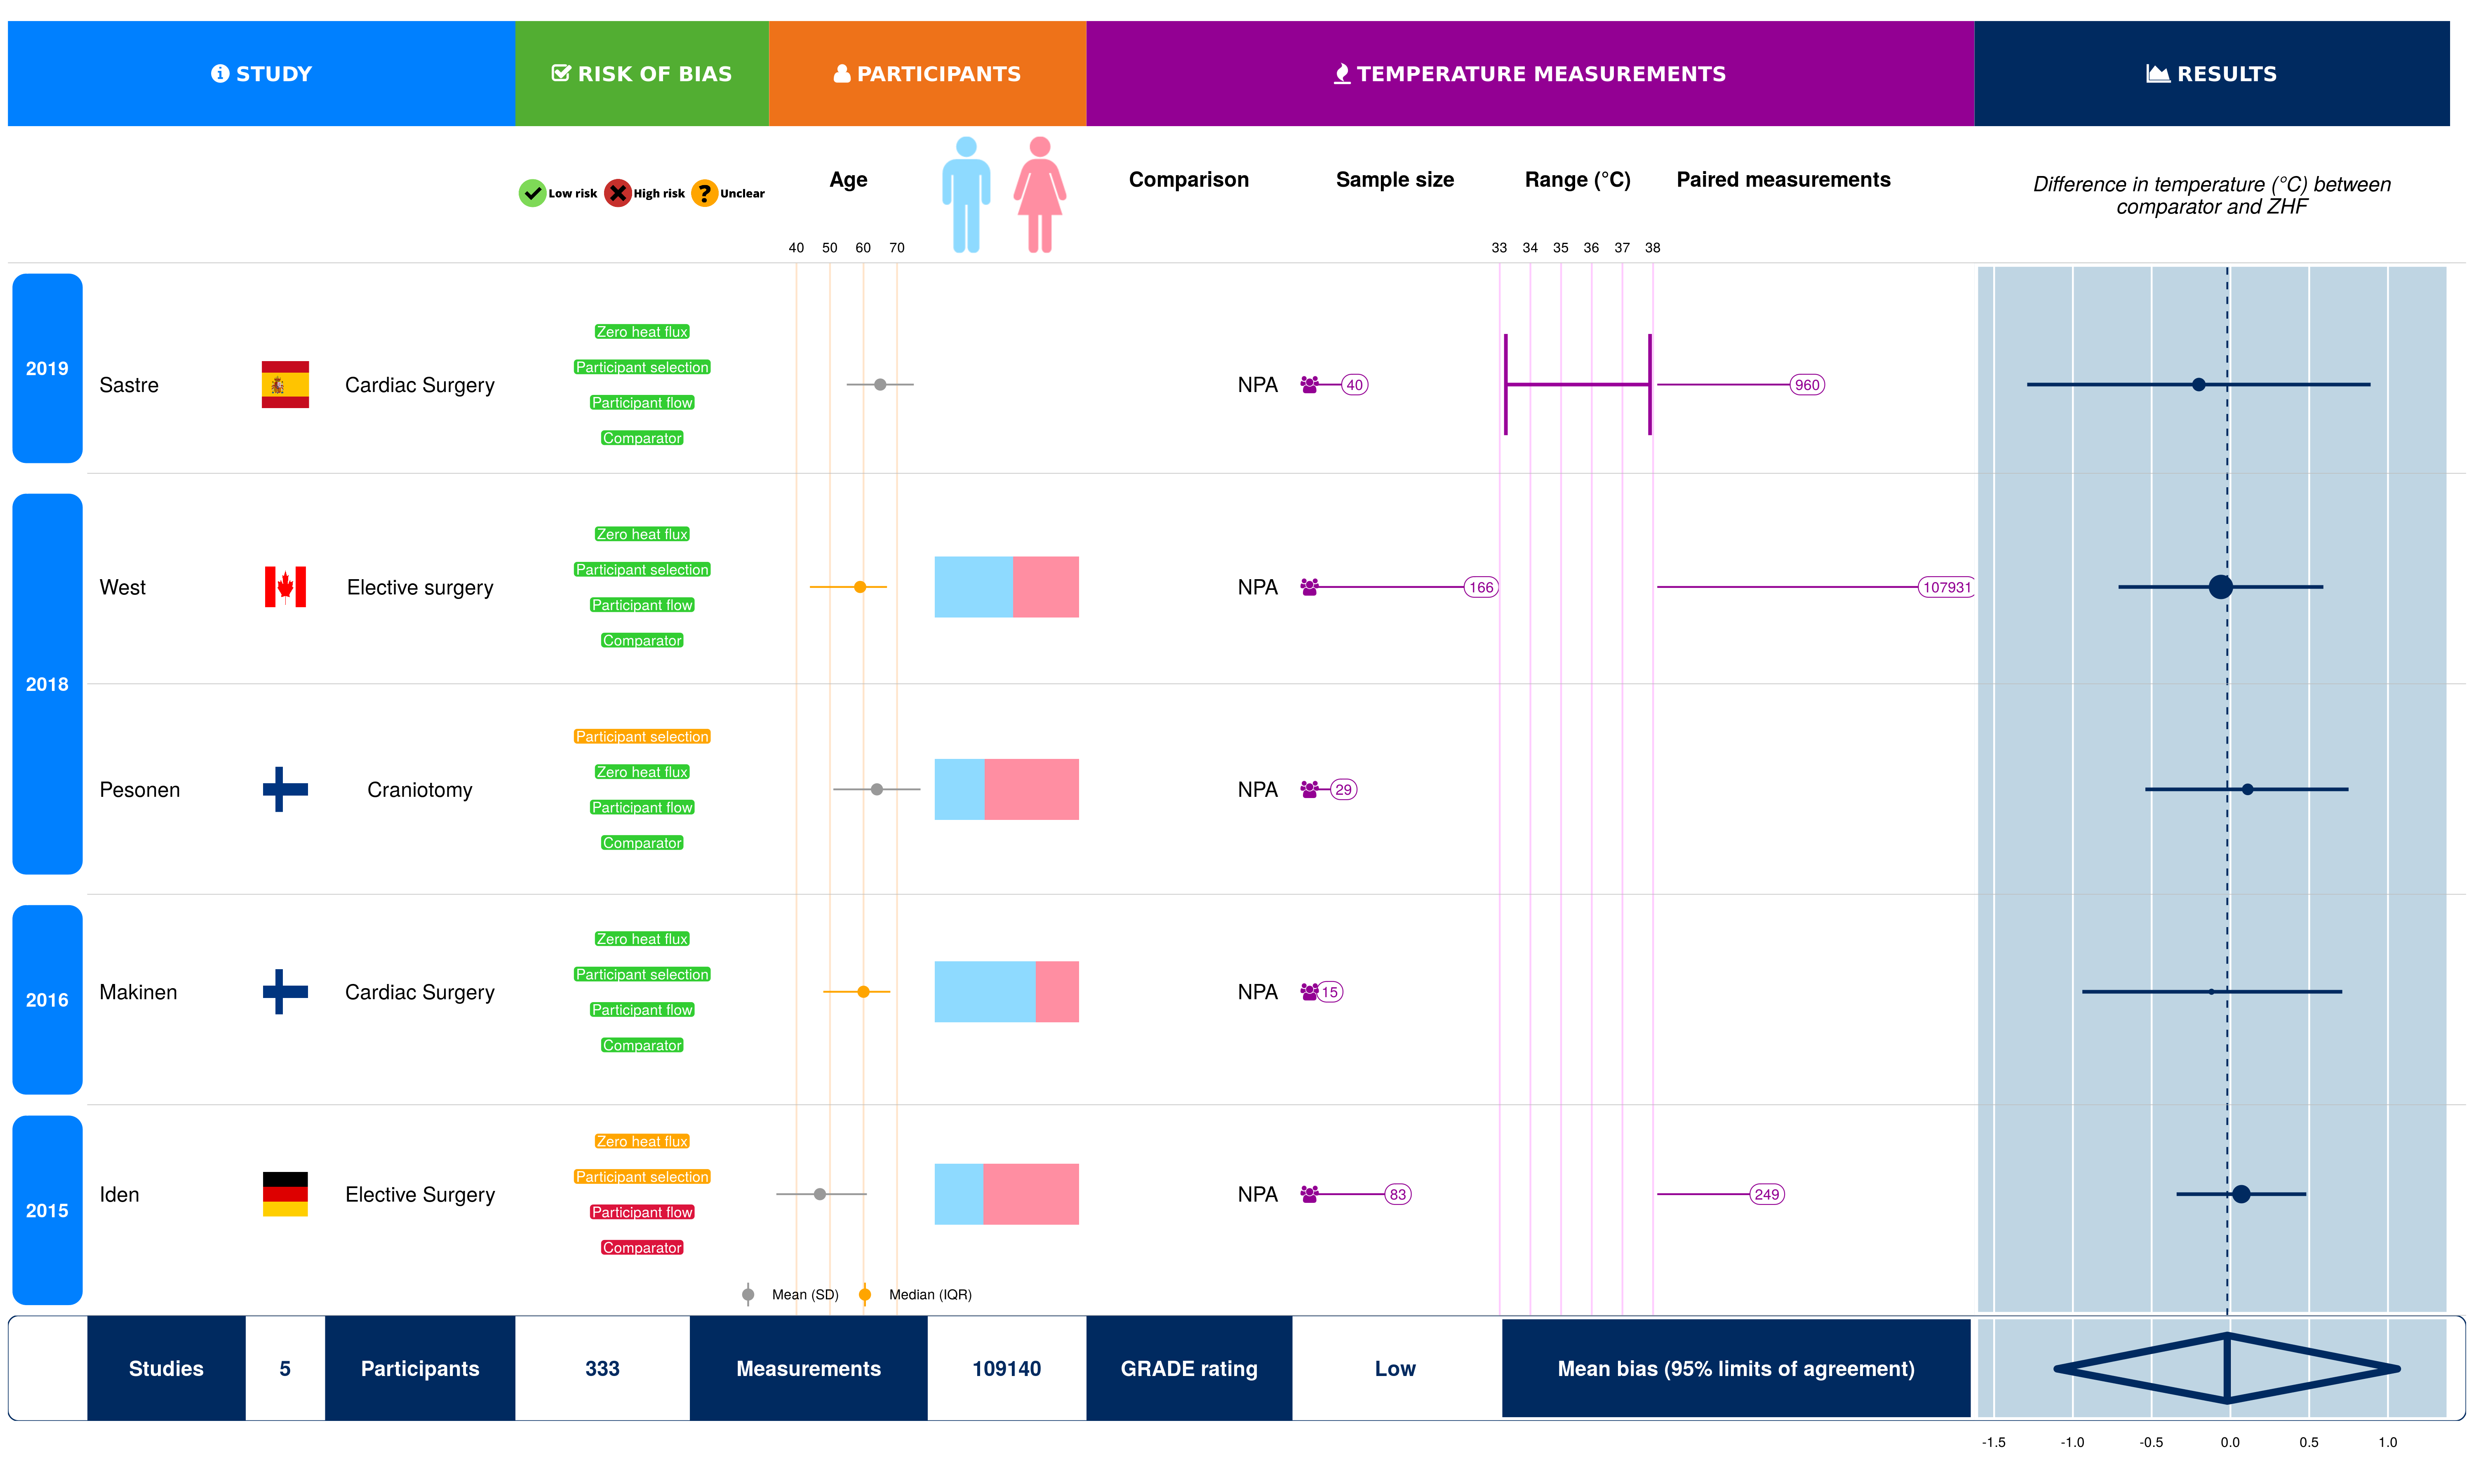 STUDY
RISK OF BIAS
PARTICIPANTS
TEMPERATURE MEASUREMENTS
RESULTS
Low risk
High risk
Unclear
Age
Comparison
Sample size
Range (°C)
Paired measurements
Difference in temperature (°C) between
comparator and ZHF
40 50 60 70
33 34 35 36 37 38
2019
Sastre
Cardiac Surgery
Zero heat flux
Participant selection
Participant flow
Comparator
NPA
40
960
2018
West
Elective surgery
Zero heat flux
Participant selection
Participant flow
Comparator
NPA
166
107931
Pesonen
Craniotomy
Participant selection
Zero heat flux
Participant flow
Comparator
NPA
29
2016
Makinen
Cardiac Surgery
Zero heat flux
Participant selection
Participant flow
Comparator
NPA
15
2015
Iden
Elective Surgery
Zero heat flux
Participant selection
Participant flow
Comparator
NPA
83
249
Mean (SD)
Median (IQR)
Studies
5
Participants
333
Measurements
109140
GRADE rating
Low
Mean bias (95% limits of agreement)
-1.5 -1.0 -0.5 0.0 0.5 1.0